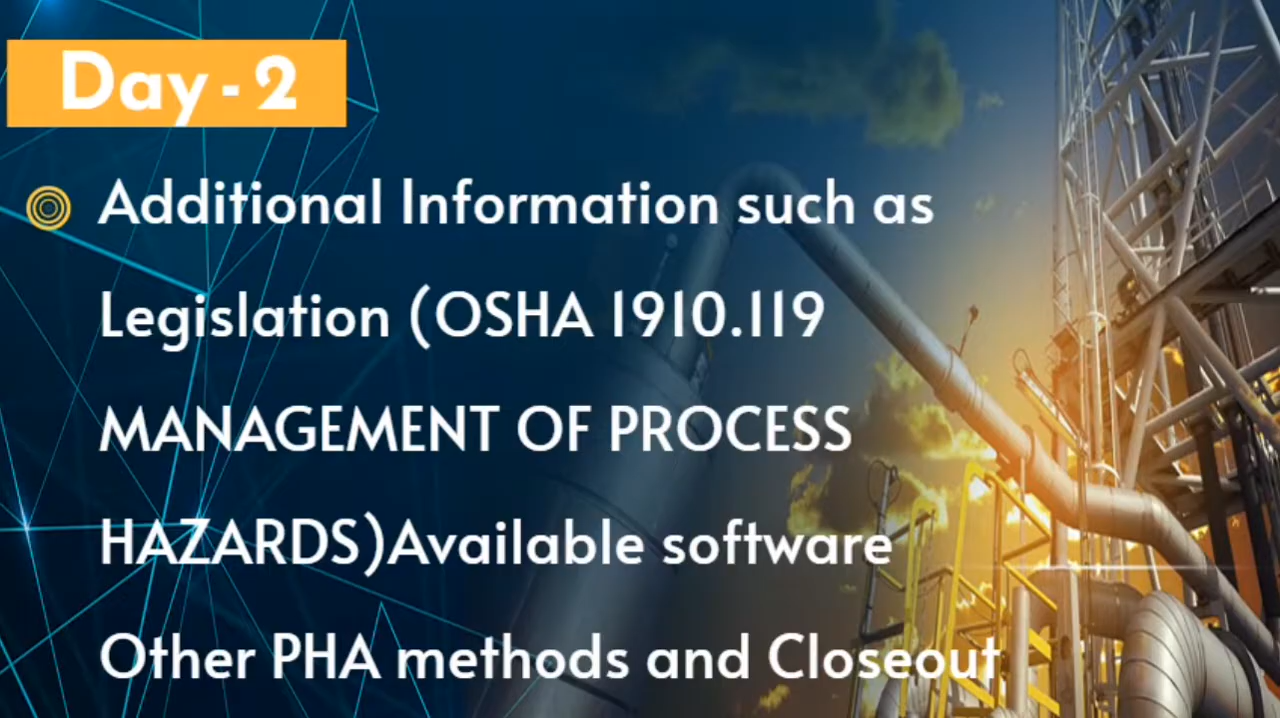 Day - 2
Additional Information such as
Legislation (OSHA 1910.119
MANAGEMENT OF PROCESS
HAZARDS)Available software
Other PHA methods and Closeout